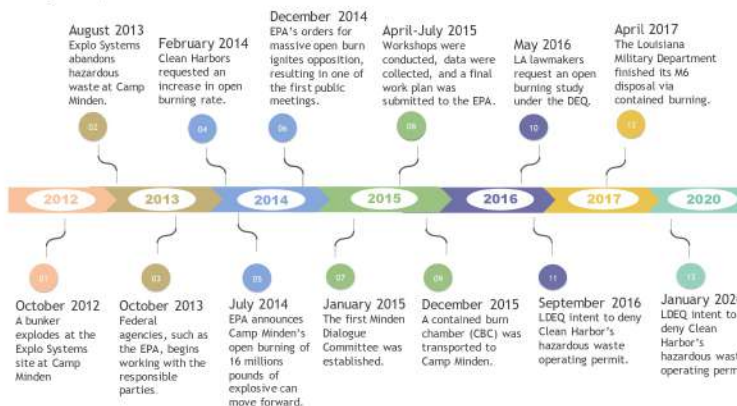 August 2013
Explo Systems
abandons
hazardous
waste at Camp
Minden.
02
February 2014
Clean Harbors
requested an
increase in open
burning rate.
04
December 2014
EPA's orders for
massive open burn
ignites opposition,
resulting in one of
the first public
meetings.
06
April-July 2015
Workshops were
conducted, data
were collected,
and a final
work plan was
submitted to the EPA.
08
May 2016
LA lawmakers
request an open
burning study
under the DEQ.
10
April 2017
The Louisiana
Military Department
finished its M6
disposal via
contained burning.
12
2012
2013
2014
2015
2016
2017
2020
01
October 2012
A bunker
explodes at the
Explo Systems
site at Camp
Minden
03
October 2013
Federal
agencies, such as
the EPA, begins
working with the
responsible
parties
05
July 2014
EPA announces
Camp Minden's
open burning of
16 millions
pounds of
explosive can
move forward.
07
January 2015
The first Minden
Dialogue
Committee was
established.
09
December 2015
A contained burn
chamber (CBC) was
transported to
Camp Minden.
11
September 2016
LDEQ intent to deny
Clean Harbor's
hazardous waste
operating permit.
13
January 202
LDEQ intent to
deny Clean
Harbor's
hazardous was
operating perm